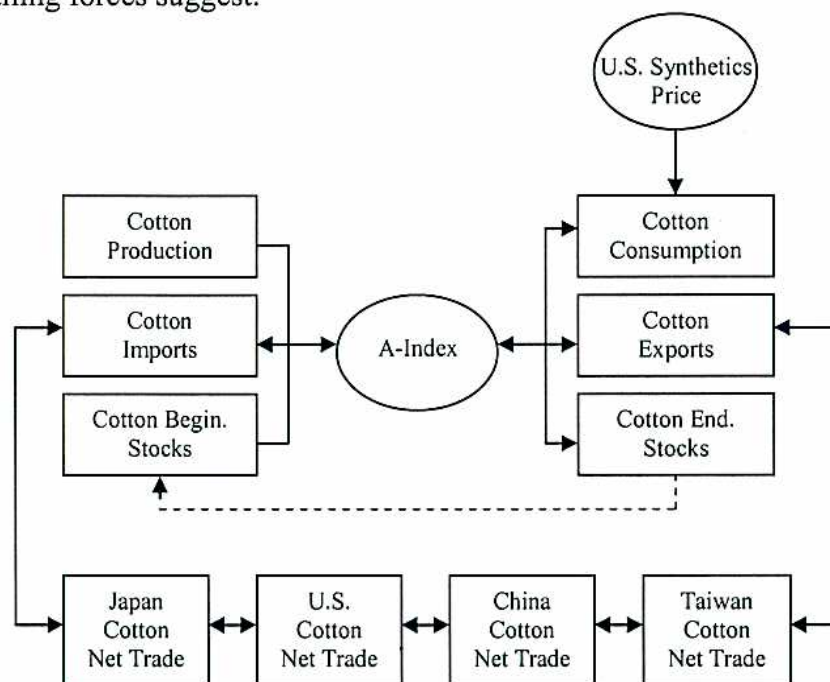 forces suggest.
U.S. Synthetics
Price
Cotton
Production
Cotton
Consumption
Cotton
Imports
A-Index
Cotton
Exports
Cotton Begin.
Stocks
Cotton End.
Stocks
Japan
Cotton
Net Trade
U.S.
Cotton
Net Trade
China
Cotton
Net Trade
Taiwan
Cotton
Net Trade